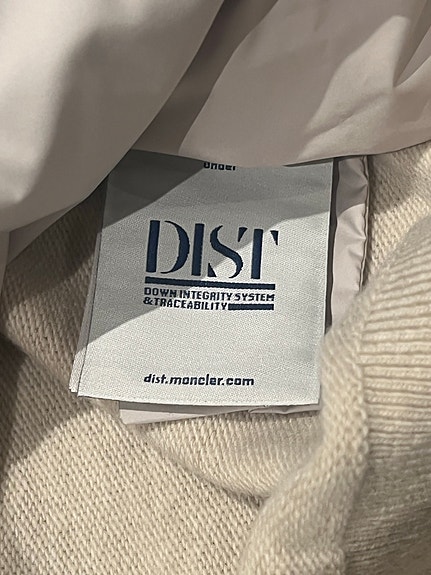 DIST
DOWN INTEGRITY SYSTEM
&TRACEABILITY
dist.moncler.com